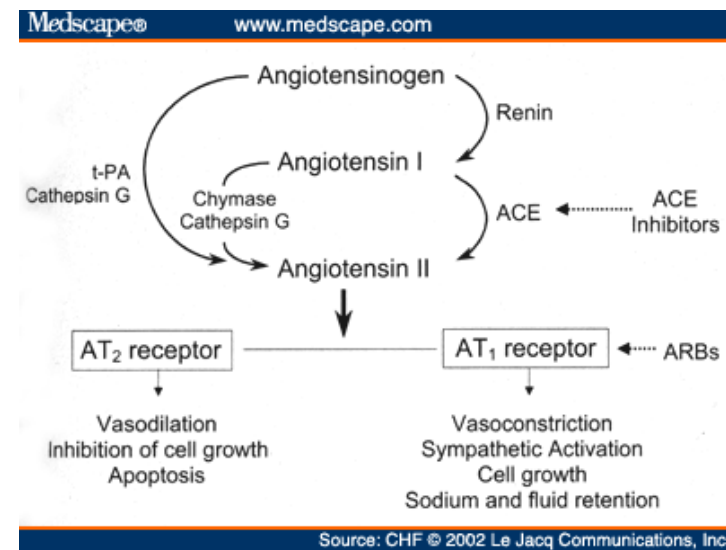 Medscape® www.medscape.com
Angiotensinogen
Renin
t-PA
Cathepsin G
Angiotensin I
Chymase
Cathepsin G
ACE
ACE
Inhibitors
Angiotensin II
AT₂ receptor
AT₁ receptor
ARBs
Vasodilation
Inhibition of cell growth
Apoptosis
Vasoconstriction
Sympathetic Activation
Cell growth
Sodium and fluid retention
Source: CHF © 2002 Le Jacq Communications, Inc